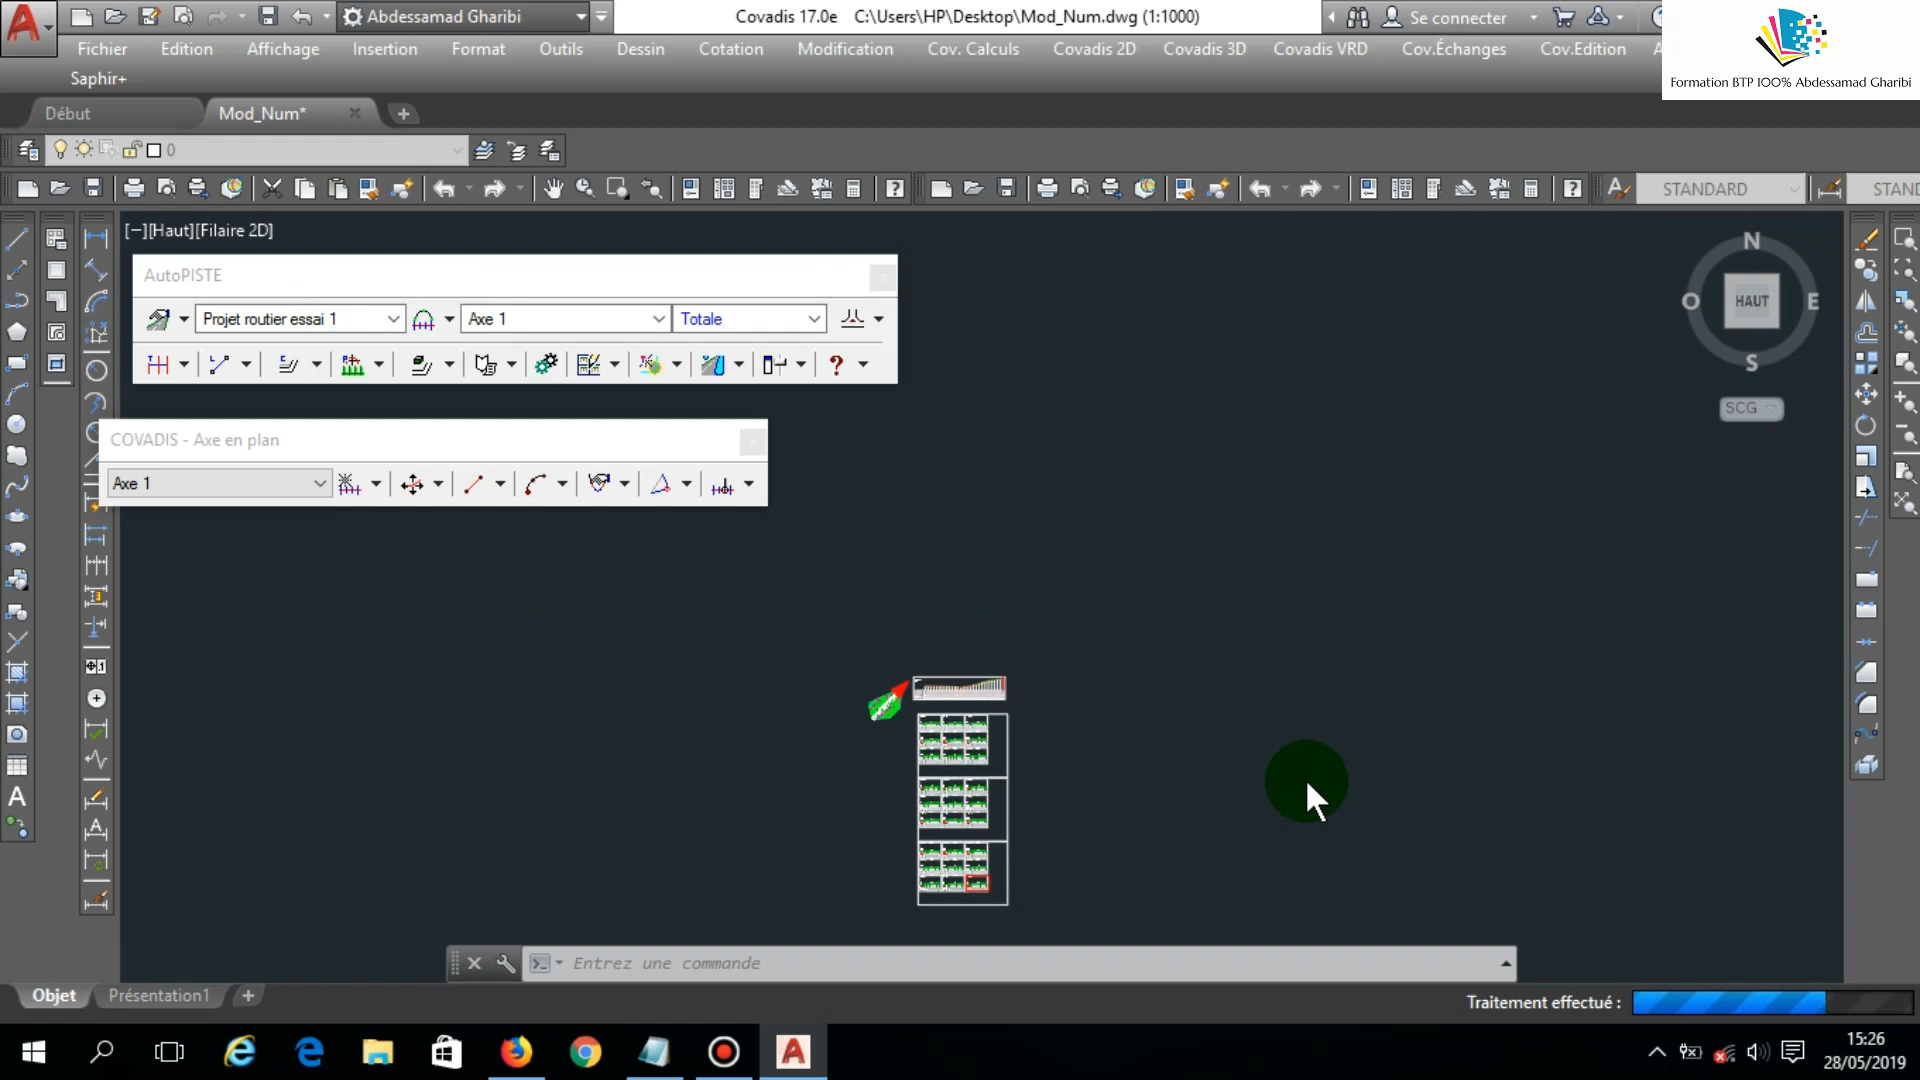 Abdessamad Gharibi
Covadis 17.0e C:\Users\HP\Desktop\Mod_Num.dwg (1:1000)
Se connecter
Fichier Edition Affichage Insertion Format Outils Dessin Cotation Modification Cov. Calculs Covadis 2D Covadis 3D Covadis VRD Cov.Échanges Cov.Edition
Formation BTP 100% Abdessamad Gharibi
Saphir+
Début Mod_Num*
0
STANDARD STAND
[−][Haut][Filaire 2D]
AutoPISTE
Projet routier essai 1 Axe 1 Totale
N
O HAUT E
S
SCG
COVADIS - Axe en plan
Axe 1
Entrez une commande
Objet Présentation1
Traitement effectué :
15:26
28/05/2019